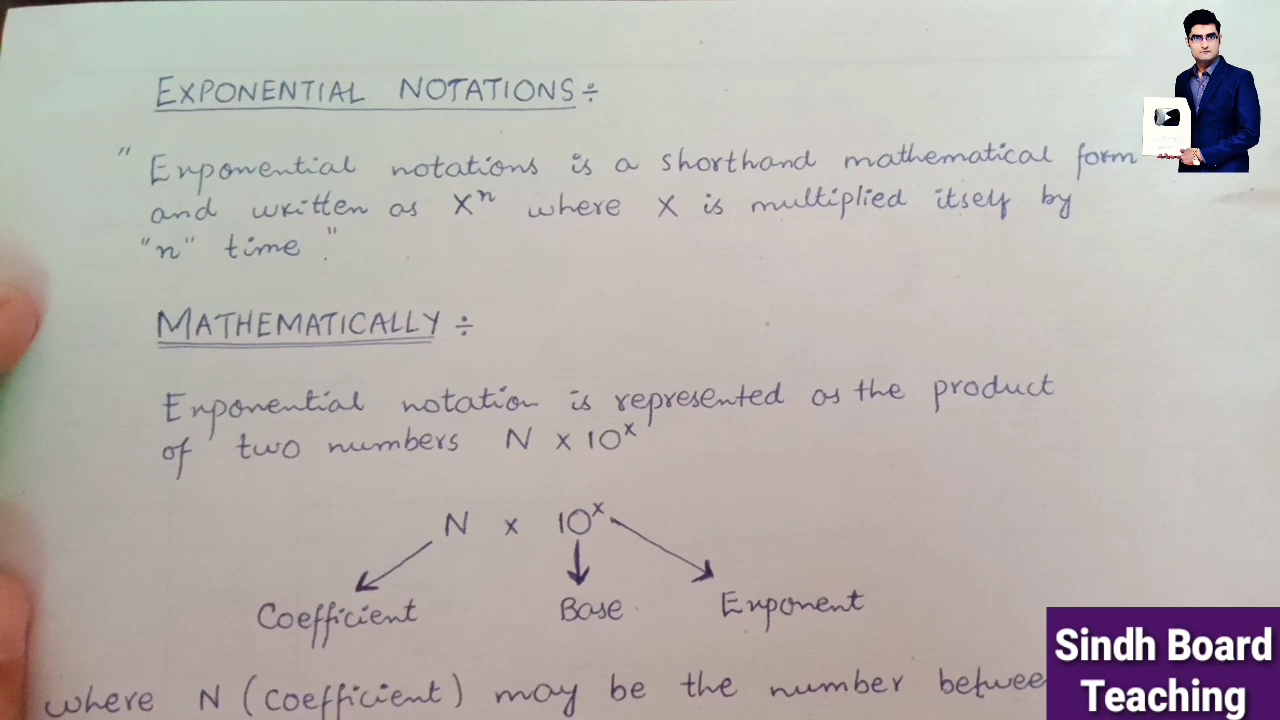 EXPONENTIAL NOTATIONS ÷
" Exponential notations is a shorthand mathematical form
and written as Xⁿ where X is multiplied itself by
"n" time."
MATHEMATICALLY ÷
Exponential notation is represented as the product
of two numbers N × 10ˣ
N × 10ˣ
Coefficient Base Exponent
where N (coefficient) may be the number betwee
Sindh Board
Teaching